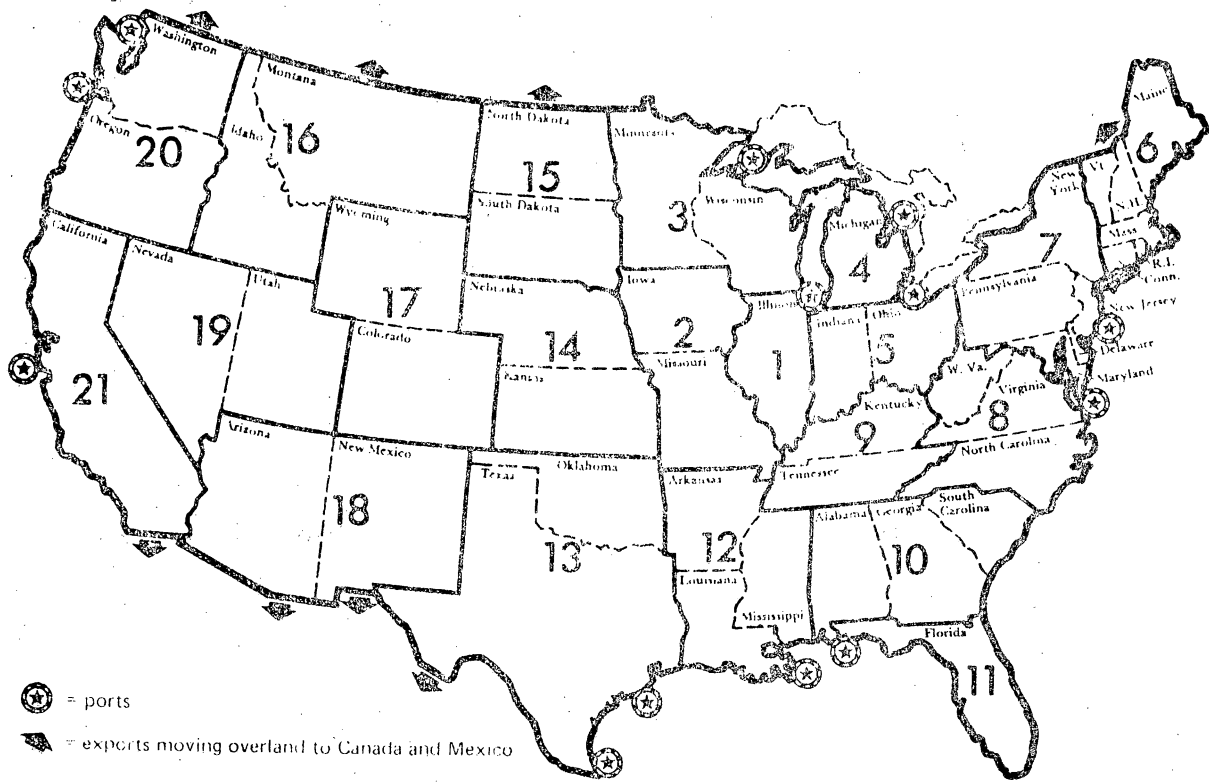 Washington
Montana
North Dakota
Maine
Oregon
Idaho
16
6
20
15
New
York
Vt
N.H.
South Dakota
3
Wisconsin
Wyoming
Michigan
Mass
California
Nevada
7
4
R.I.
Conn.
Utah
Iowa
Nebraska
Illinois
Pennsylvania
17
Indiana
Ohio
New Jersey
19
Colorado
14
2
5
Missouri
1
Delaware
21
Kansas
W. Va.
Maryland
Virginia
Kentucky
8
Arizona
9
New Mexico
North Carolina
Oklahoma
Texas
Arkansas
Tennessee
18
South
Carolina
Alabama
Georgia
12
13
10
Louisiana
Mississippi
Florida
11
= ports
= exports moving overland to Canada and Mexico